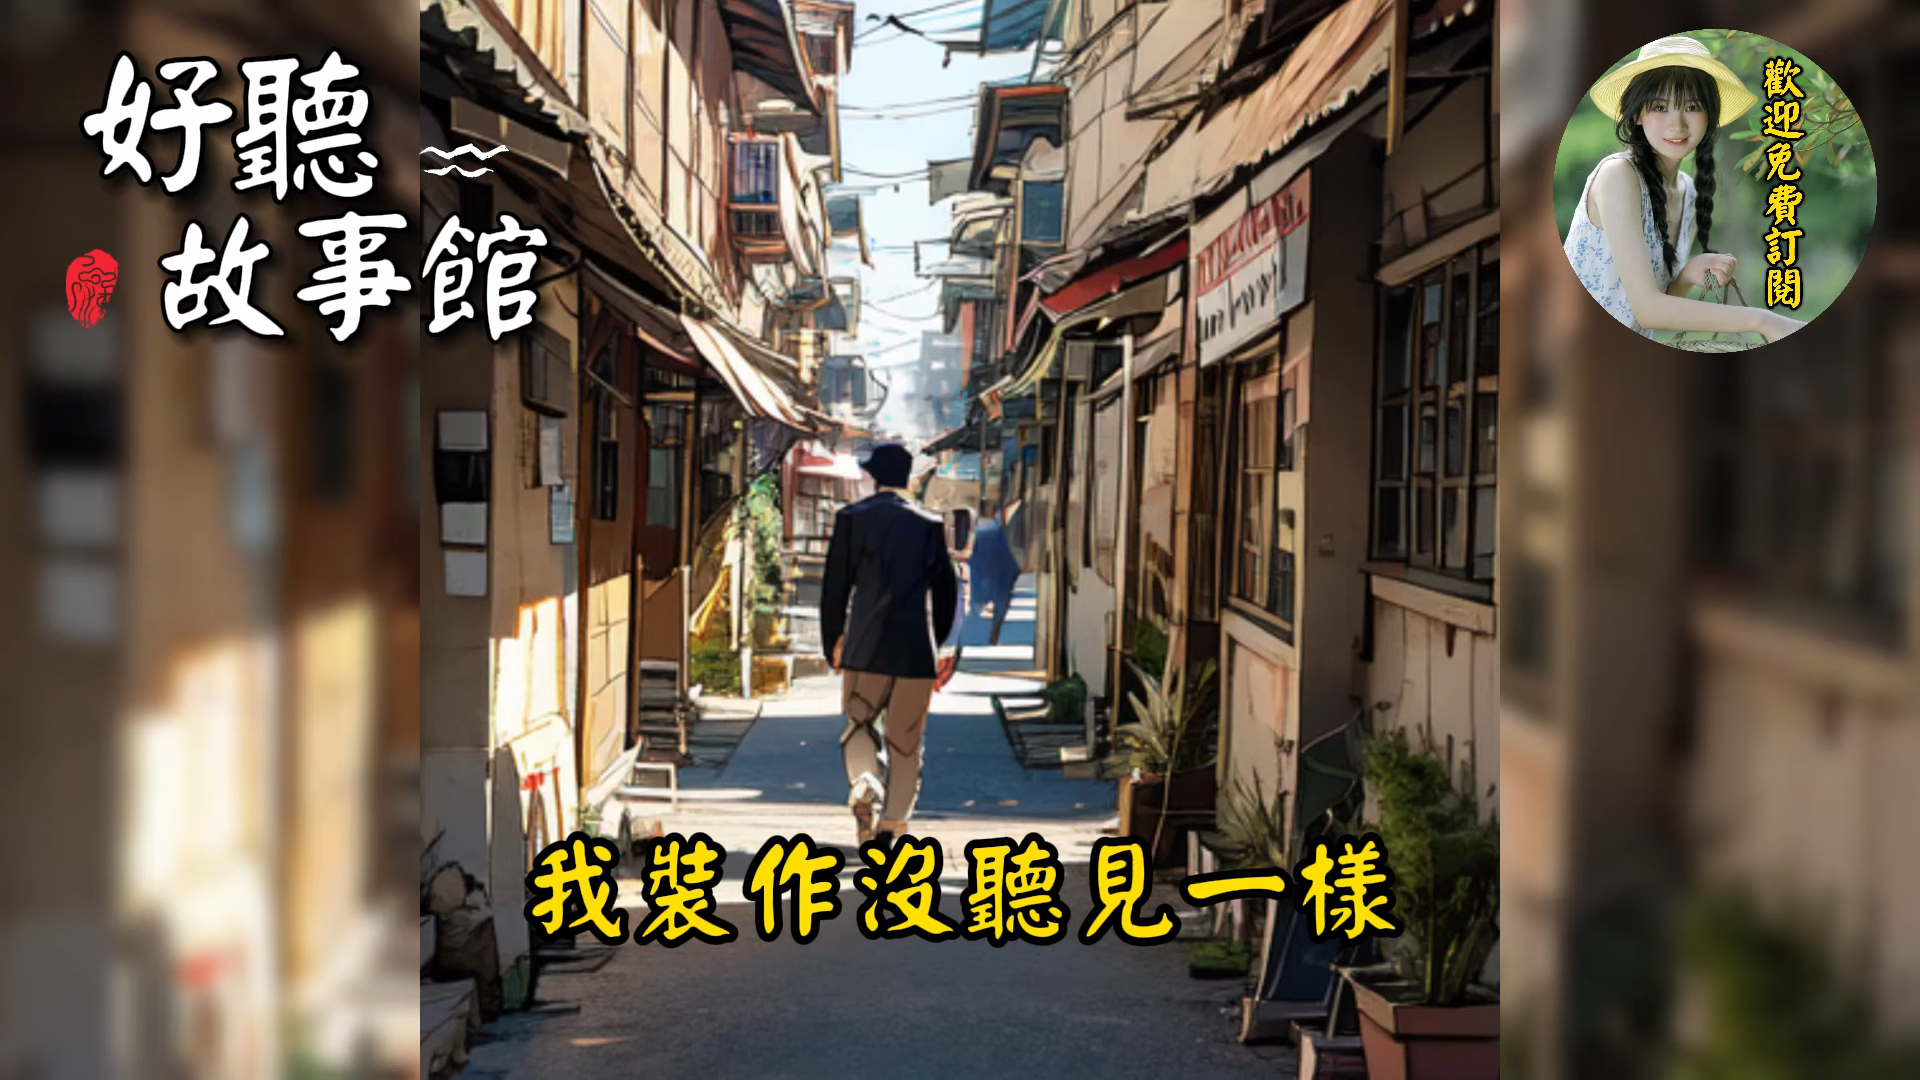 好聽
故事館
歡迎免費訂閱
我裝作沒聽見一樣